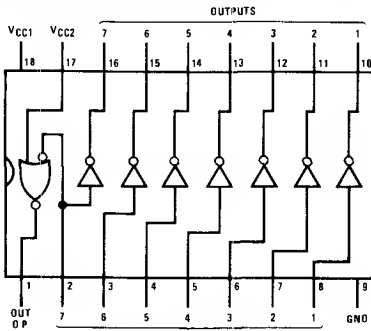 OUTPUTS
VCC1 VCC2 7 6 5 4 3 2 1
18 17 16 15 14 13 12 11 10
1 2 3 4 5 6 7 8 9
OUT OP 7 6 5 4 3 2 1 GND